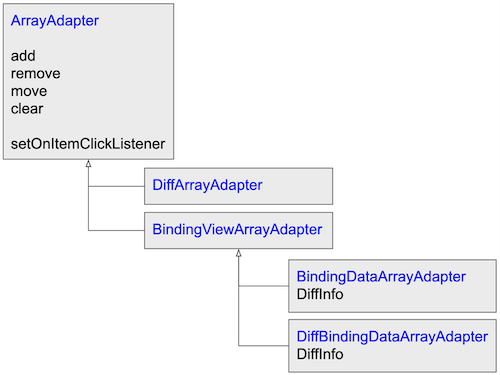 ArrayAdapter
add
remove
move
clear
setOnItemClickListener
DiffArrayAdapter
BindingViewArrayAdapter
BindingDataArrayAdapter
DiffInfo
DiffBindingDataArrayAdapter
DiffInfo